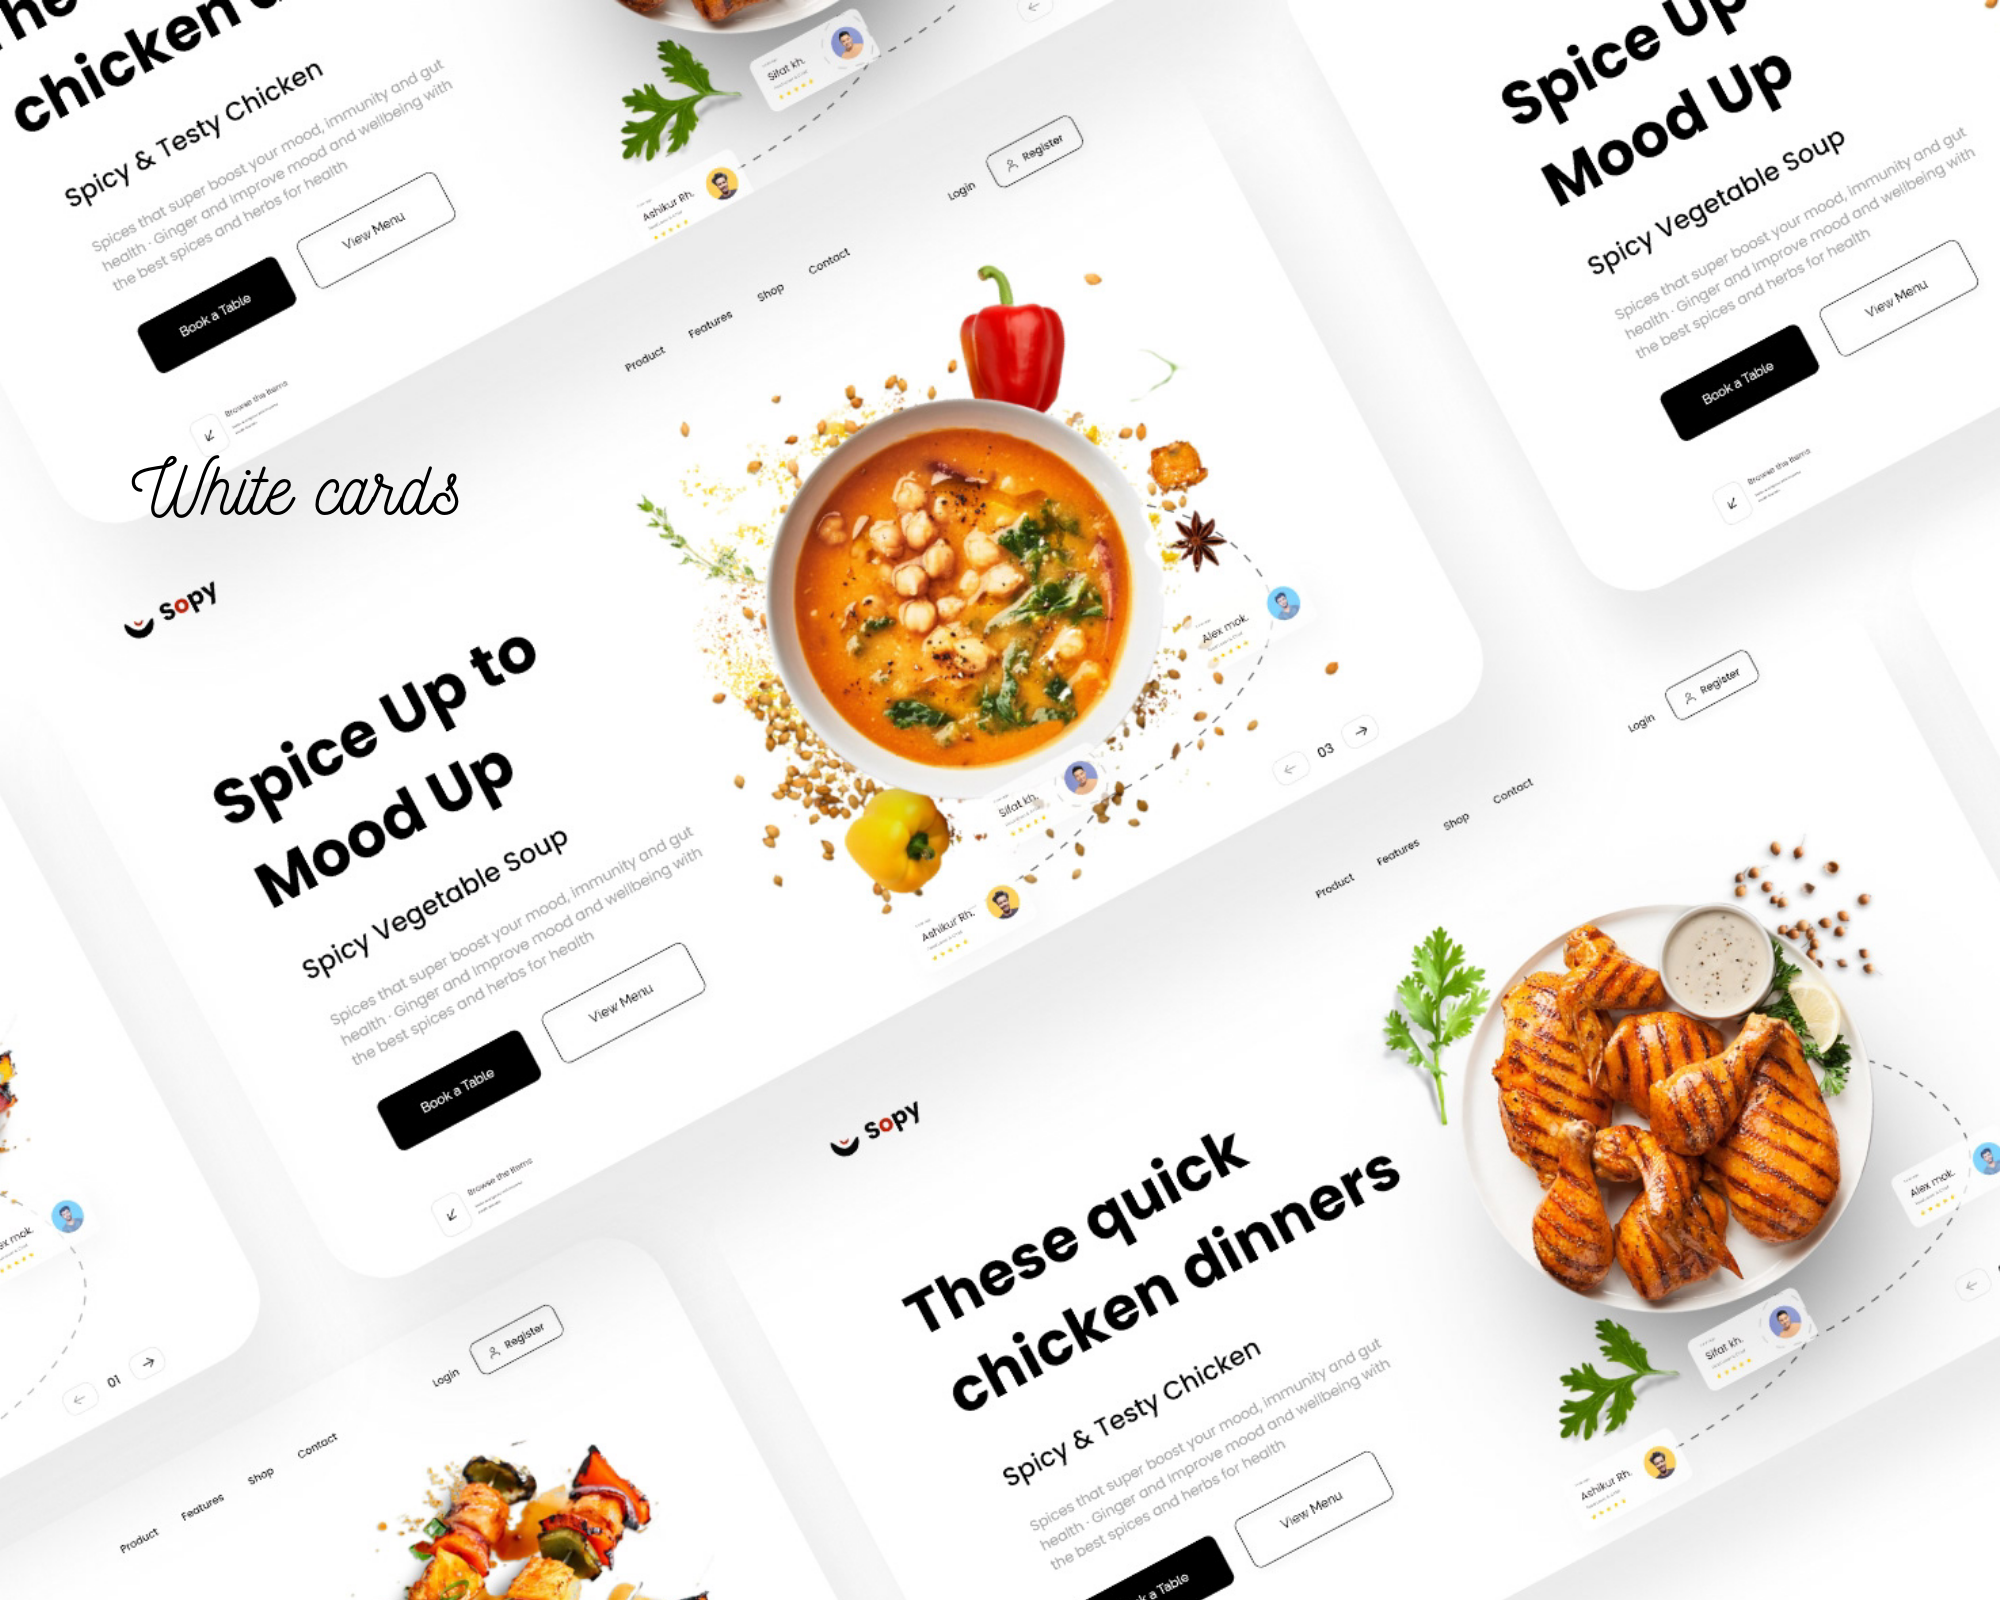 chicken
Spicy & Testy Chicken
Spices that super boost your mood, immunity and gut
health · Ginger and Improve mood and wellbeing with
the best spices and herbs for health
Book a Table
View Menu
Browse the Items
Sifat kh.
Ashikur Rh.
Spice Up
Mood Up
Spicy Vegetable Soup
Spices that super boost your mood, immunity and gut
health · Ginger and Improve mood and wellbeing with
the best spices and herbs for health
Book a Table
View Menu
Browse the Items
White cards
sopy
Product
Features
Shop
Contact
Login
Register
Spice Up to
Mood Up
Spicy Vegetable Soup
Spices that super boost your mood, immunity and gut
health · Ginger and Improve mood and wellbeing with
the best spices and herbs for health
Book a Table
View Menu
Browse the Items
Alex mok.
Sifat kh.
Ashikur Rh.
03
sopy
Product
Features
Shop
Contact
Login
Register
These quick
chicken dinners
Spicy & Testy Chicken
Spices that super boost your mood, immunity and gut
health · Ginger and Improve mood and wellbeing with
the best spices and herbs for health
a Table
View Menu
Alex mok.
Sifat kh.
Ashikur Rh.
mok.
01
Product
Features
Shop
Contact
Login
Register